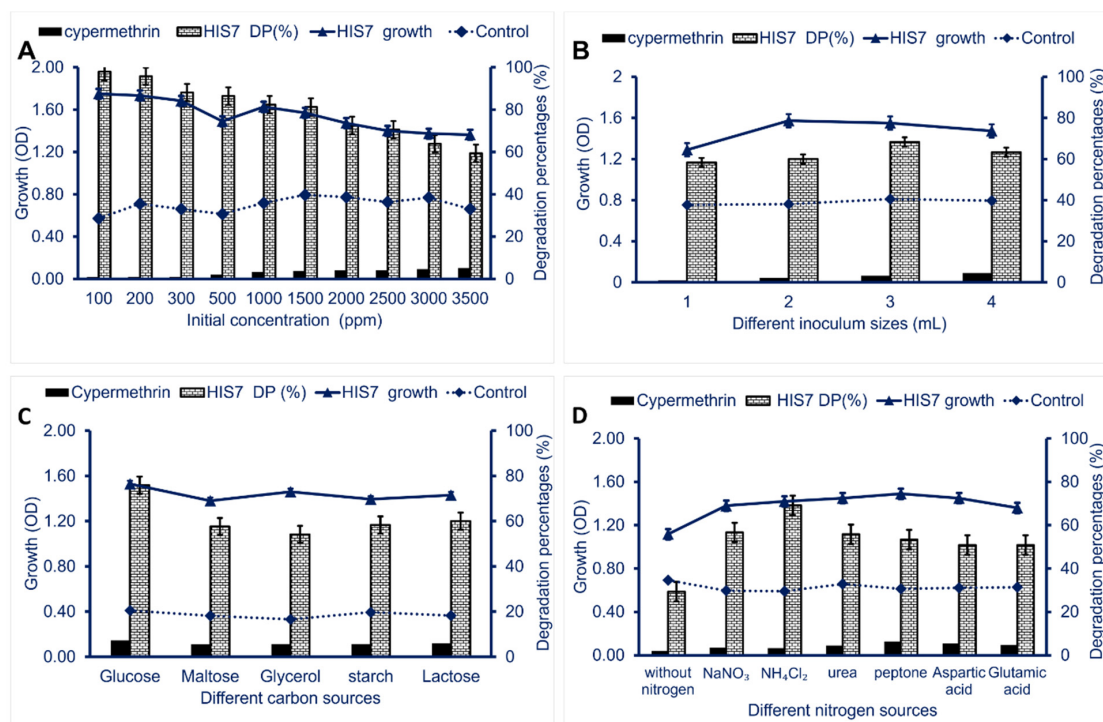 A
cypermethrin HIS7 DP(%) HIS7 growth Control
2.00 1.60 1.20 0.80 0.40 0.00
Growth (OD)
100 80 60 40 20 0
Degradation percentages (%)
100 200 300 500 1000 1500 2000 2500 3000 3500
Initial concentration (ppm)
B
cypermethrin HIS7 DP(%) HIS7 growth Control
2 1.6 1.2 0.8 0.4 0
Growth (OD)
100 80 60 40 20 0
Degradation percentages (%)
1 2 3 4
Different inoculum sizes (mL)
C
Cypermethrin HIS7 DP (%) HIS7 growth Control
2.00 1.60 1.20 0.80 0.40 0.00
Growth (OD)
100 80 60 40 20 0
Degradation percentages (%)
Glucose Maltose Glycerol starch Lactose
Different carbon sources
D
Cypermethrin HIS7 DP(%) HIS7 growth Control
2.00 1.60 1.20 0.80 0.40 0.00
Growth (OD)
100 80 60 40 20 0
Degradation percentages (%)
without NaNO₃ NH₄Cl₂ urea peptone Aspartic Glutamic
nitrogen acid acid
Different nitrogen sources